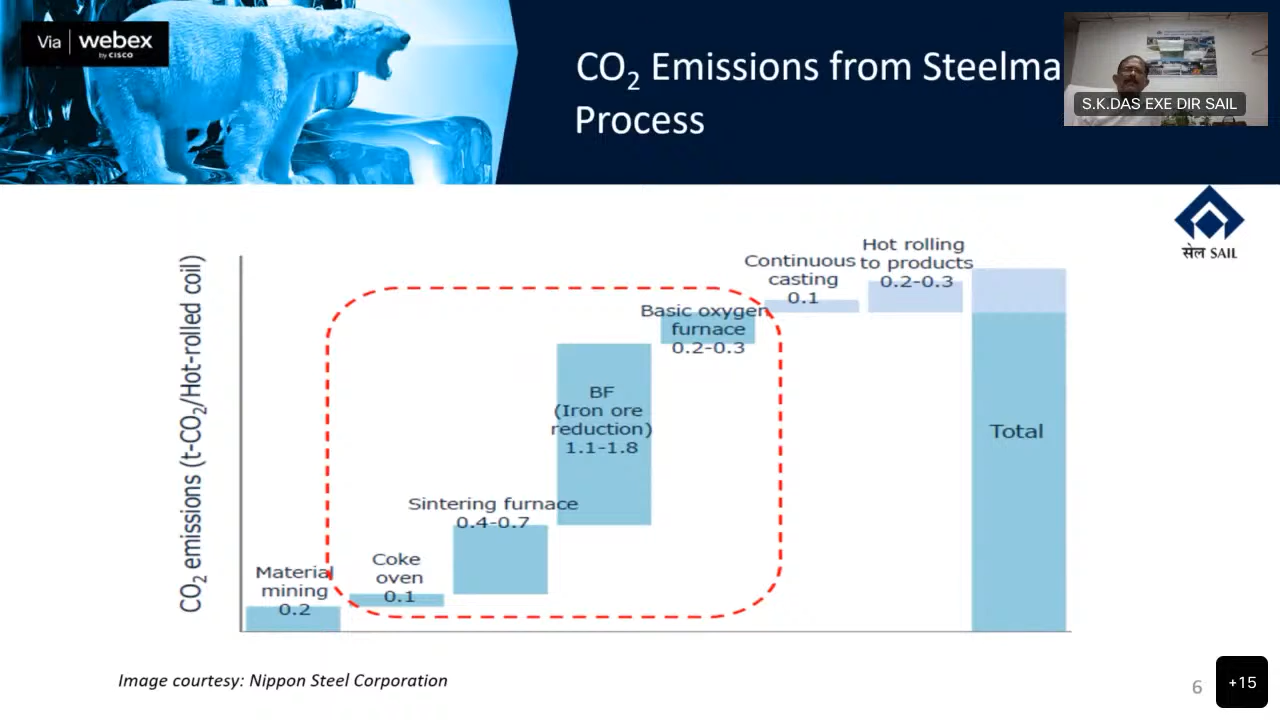 Via | webex
by CISCO
CO2 Emissions from Steelma
Process
S.K.DAS EXE DIR SAIL
सेल SAIL
CO2 emissions (t-CO2/Hot-rolled coil)
Material
mining
0.2
Coke
oven
0.1
Sintering furnace
0.4-0.7
BF
(Iron ore
reduction)
1.1-1.8
Basic oxygen
furnace
0.2-0.3
Continuous
casting
0.1
Hot rolling
to products
0.2-0.3
Total
Image courtesy: Nippon Steel Corporation
6
+15